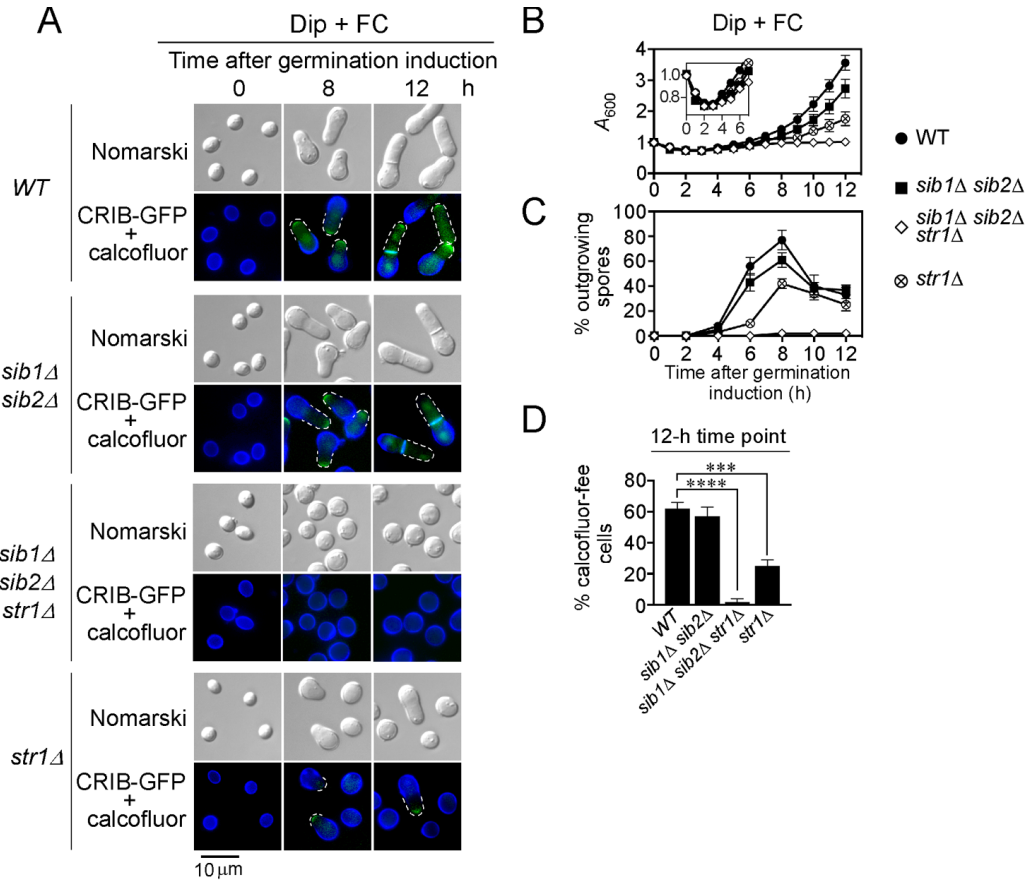 A
Dip + FC
Time after germination induction
0 8 12 h
WT
Nomarski
CRIB-GFP
+
calcofluor
sib1Δ
sib2Δ
Nomarski
CRIB-GFP
+
calcofluor
sib1Δ
sib2Δ
str1Δ
Nomarski
CRIB-GFP
+
calcofluor
str1Δ
Nomarski
CRIB-GFP
+
calcofluor
10 μm
B
Dip + FC
A600
4
3
2
1
0
1.0
0.8
0 2 4 6
0 2 4 6 8 10 12
WT
sib1Δ sib2Δ
sib1Δ sib2Δ
str1Δ
str1Δ
C
% outgrowing
spores
100
80
60
40
20
0
0 2 4 6 8 10 12
Time after germination
induction (h)
D
12-h time point
% calcofluor-fee
cells
80
60
40
20
0
***
****
WT
sib1Δ sib2Δ
sib1Δ sib2Δ str1Δ
str1Δ